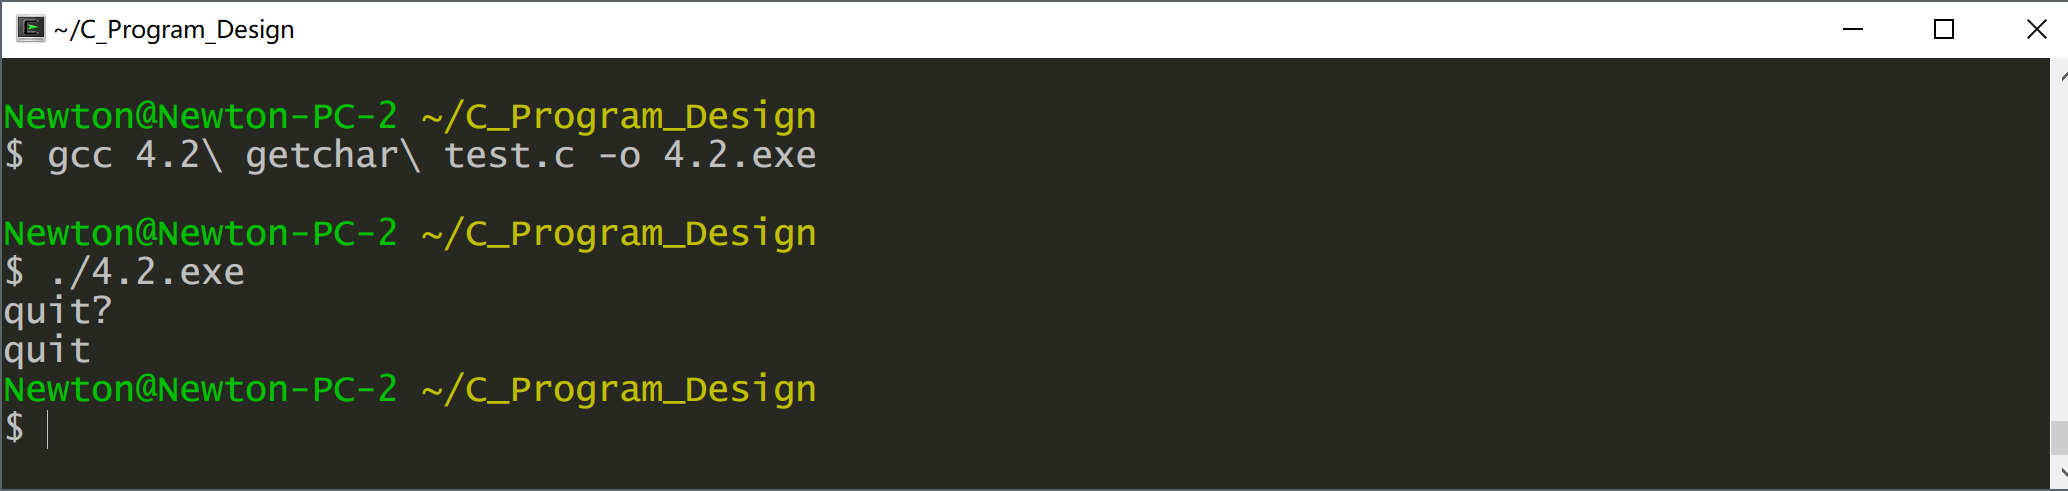 ~/C_Program_Design
Newton@Newton-PC-2 ~/C_Program_Design
$ gcc 4.2\ getchar\ test.c -o 4.2.exe
Newton@Newton-PC-2 ~/C_Program_Design
$ ./4.2.exe
quit?
quit
Newton@Newton-PC-2 ~/C_Program_Design
$